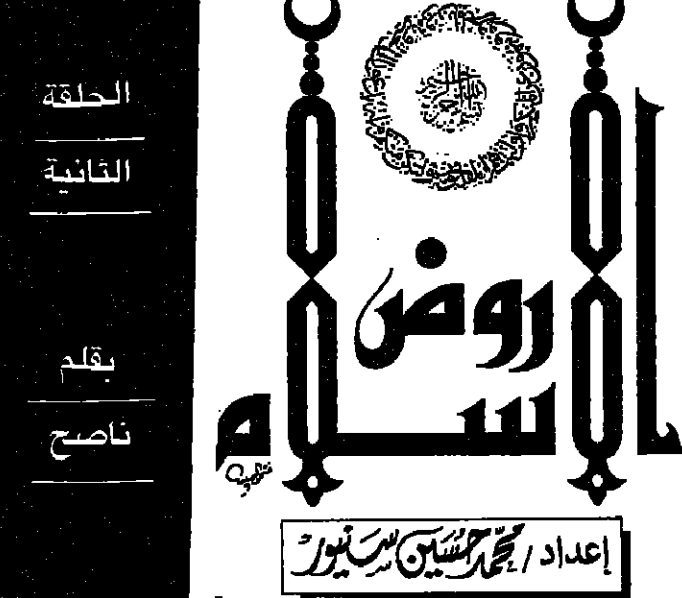 روض
الإسلام
إعداد / محمد حسين سنيور
الحلقة
الثانية
بقلم
ناصح